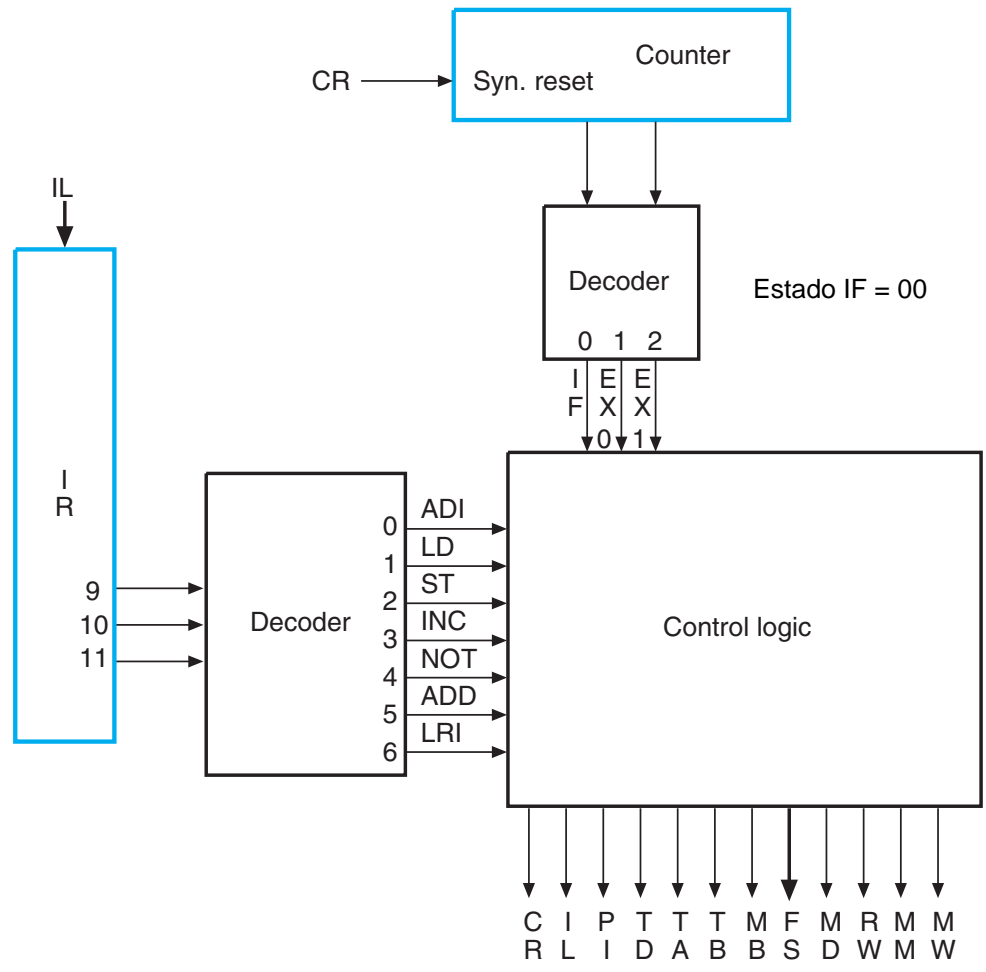 Counter
CR
Syn. reset
IL
Decoder
Estado IF = 00
0 1 2
I E E
F X X
0 1
I
R
9
10
11
Decoder
0
1
2
3
4
5
6
ADI
LD
ST
INC
NOT
ADD
LRI
Control logic
C I P T T T M F M R M M
R L I D A B B S D W M W